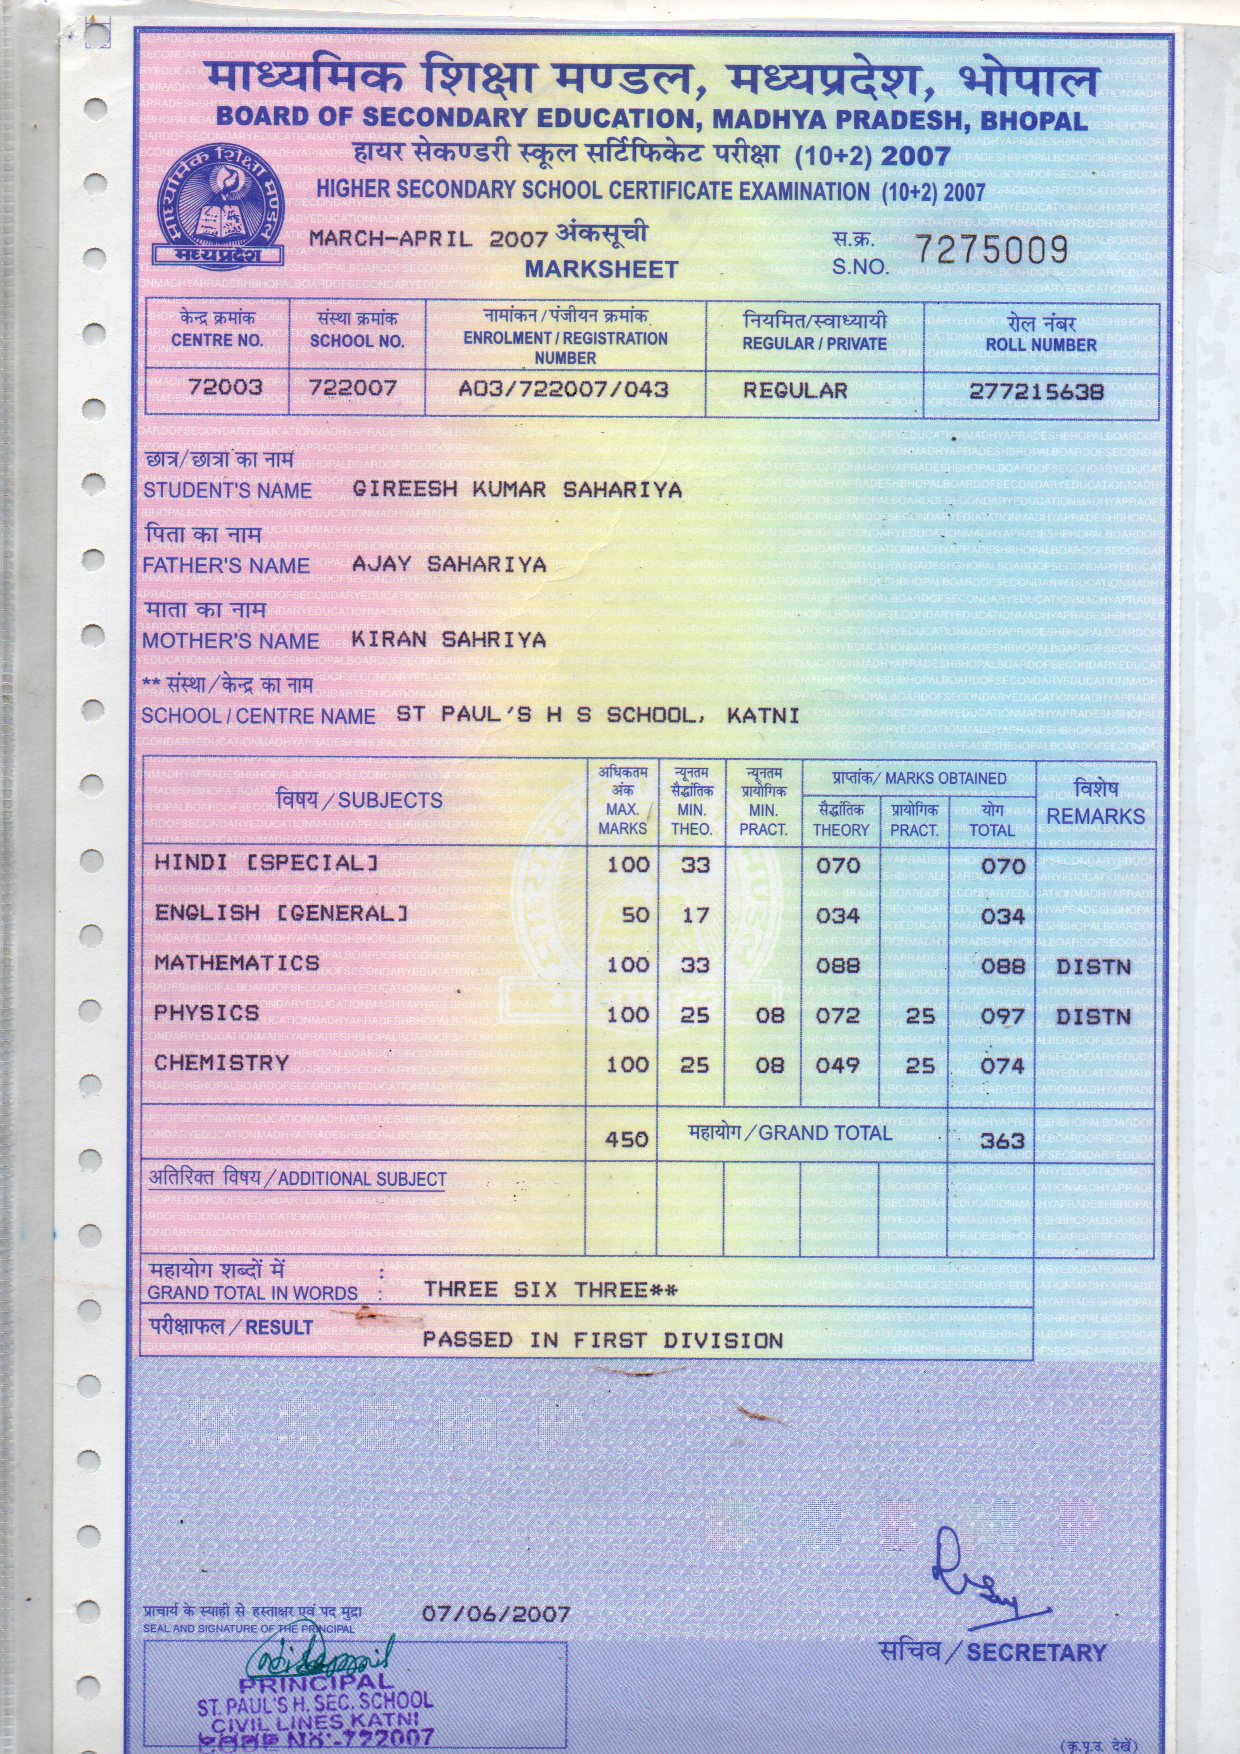 माध्यमिक शिक्षा मण्डल, मध्यप्रदेश, भोपाल
BOARD OF SECONDARY EDUCATION, MADHYA PRADESH, BHOPAL
हायर सेकण्डरी स्कूल सर्टिफिकेट परीक्षा (10+2) 2007
HIGHER SECONDARY SCHOOL CERTIFICATE EXAMINATION (10+2) 2007
माध्यमिक शिक्षा मण्डल
मध्यप्रदेश
MARCH-APRIL 2007 अंकसूची
MARKSHEET
स.क्र.
S.NO. 7275009
केन्द्र क्रमांक संस्था क्रमांक नामांकन/पंजीयन क्रमांक नियमित/स्वाध्यायी रोल नंबर
CENTRE NO. SCHOOL NO. ENROLMENT/REGISTRATION NUMBER REGULAR/PRIVATE ROLL NUMBER
72003 722007 A03/722007/043 REGULAR 277215638
छात्र/छात्रा का नाम
STUDENT'S NAME GIREESH KUMAR SAHARIYA
पिता का नाम
FATHER'S NAME AJAY SAHARIYA
माता का नाम
MOTHER'S NAME KIRAN SAHRIYA
** संस्था/केन्द्र का नाम
SCHOOL/CENTRE NAME ST PAUL'S H S SCHOOL, KATNI
विषय/SUBJECTS
अधिकतम अंक MAX. MARKS
न्यूनतम सैद्धांतिक MIN. THEO.
न्यूनतम प्रायोगिक MIN. PRACT.
प्राप्तांक/MARKS OBTAINED
सैद्धांतिक THEORY
प्रायोगिक PRACT.
योग TOTAL
विशेष REMARKS
HINDI [SPECIAL] 100 33 070 070
ENGLISH [GENERAL] 50 17 034 034
MATHEMATICS 100 33 088 088 DISTN
PHYSICS 100 25 08 072 25 097 DISTN
CHEMISTRY 100 25 08 049 25 074
450 महायोग/GRAND TOTAL 363
अतिरिक्त विषय/ADDITIONAL SUBJECT
महायोग शब्दों में :
GRAND TOTAL IN WORDS : THREE SIX THREE**
परीक्षाफल/RESULT PASSED IN FIRST DIVISION
प्राचार्य के स्याही से हस्ताक्षर एवं पद मुद्रा
SEAL AND SIGNATURE OF THE PRINCIPAL
07/06/2007
सचिव/SECRETARY
PRINCIPAL
ST. PAUL'S H. SEC. SCHOOL
CIVIL LINES KATNI
CODE No.-722007
(कृ.पृ.उ. देखें)